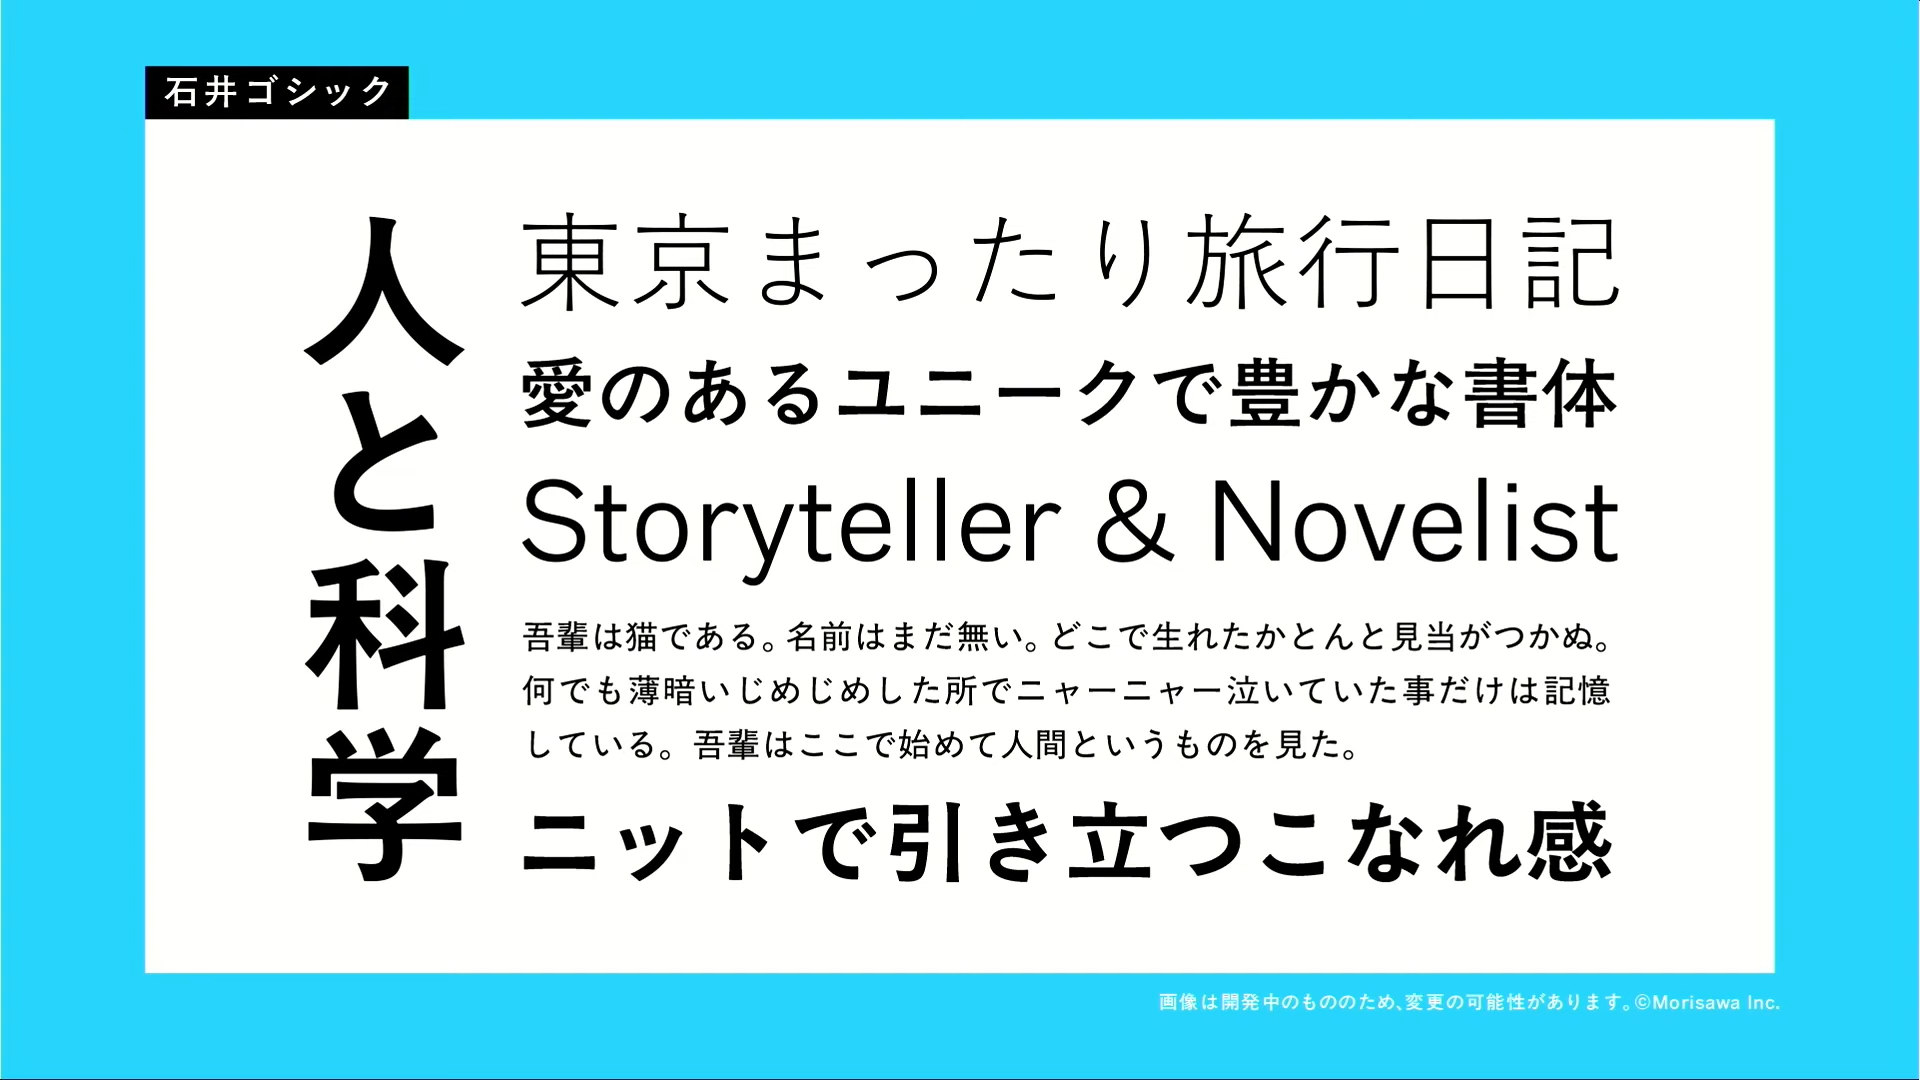 石井ゴシック
人と科学
東京まったり旅行日記
愛のあるユニークで豊かな書体
Storyteller & Novelist
吾輩は猫である。名前はまだ無い。どこで生れたかとんと見当がつかぬ。
何でも薄暗いじめじめした所でニャーニャー泣いていた事だけは記憶
している。吾輩はここで始めて人間というものを見た。
ニットで引き立つこなれ感
画像は開発中のもののため、変更の可能性があります。©Morisawa Inc.